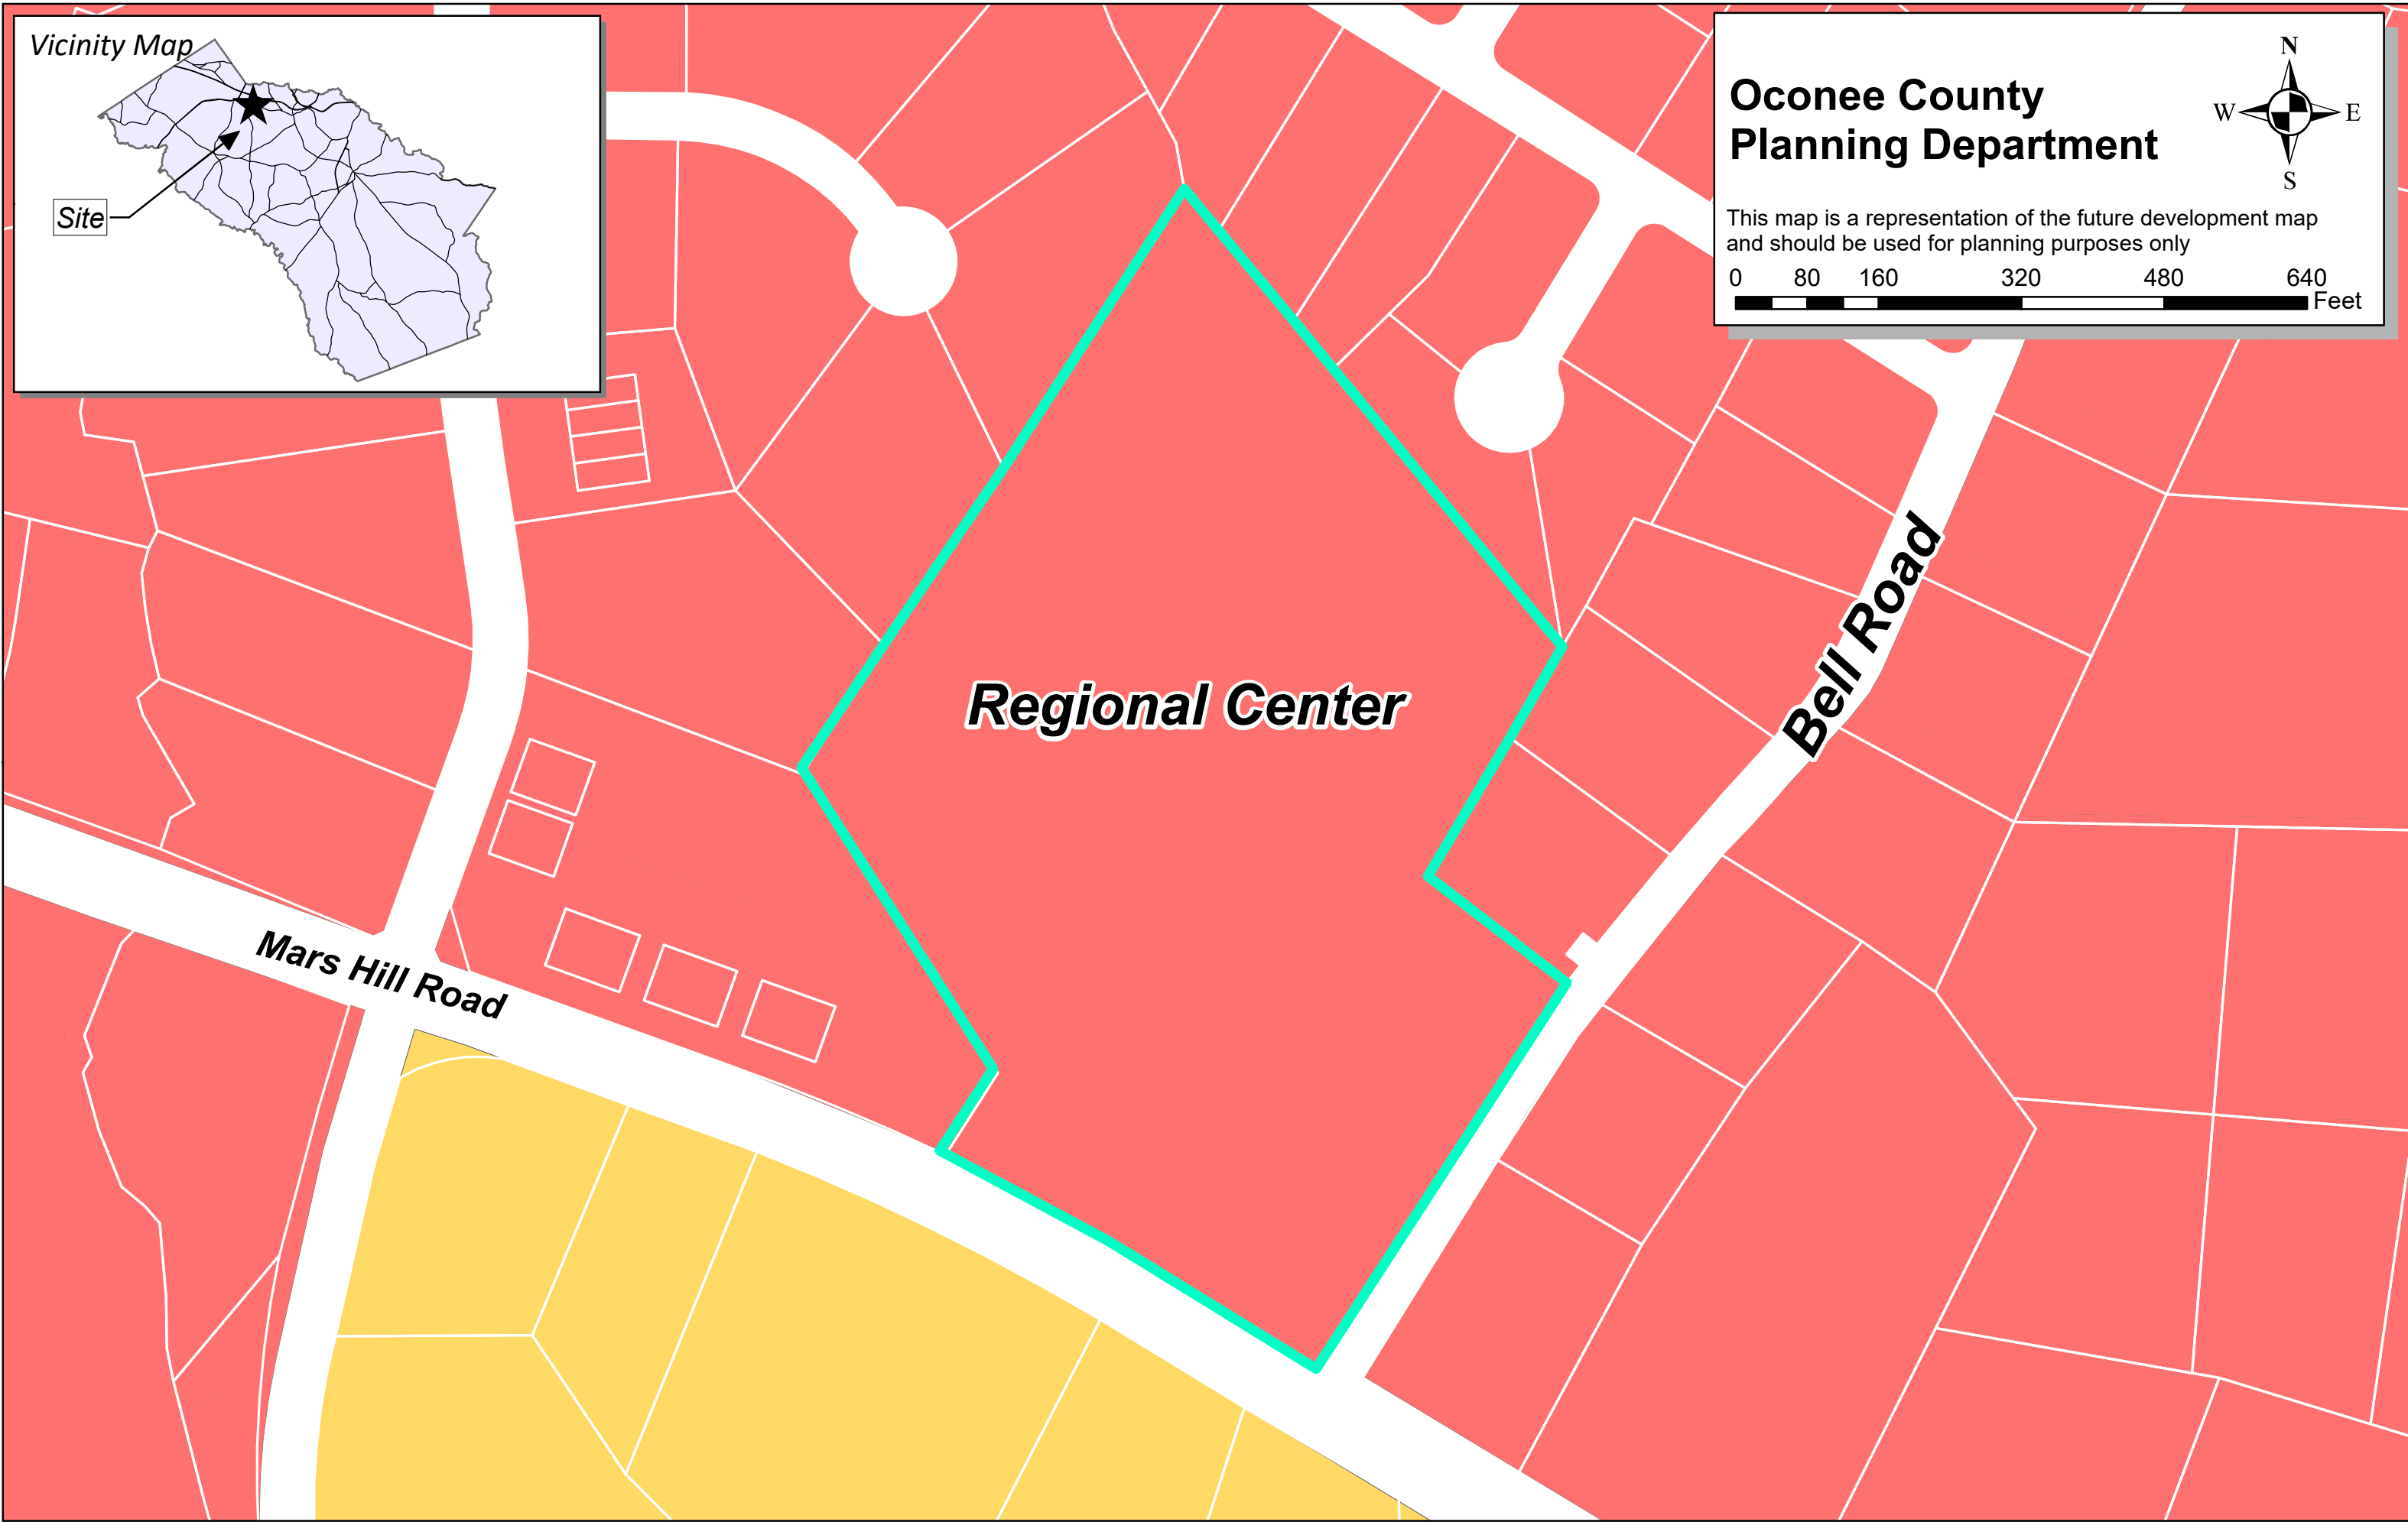 Vicinity Map
Site
Oconee County
Planning Department
N
W
E
S
This map is a representation of the future development map
and should be used for planning purposes only
0 80 160 320 480 640
Feet
Regional Center
Bell Road
Mars Hill Road